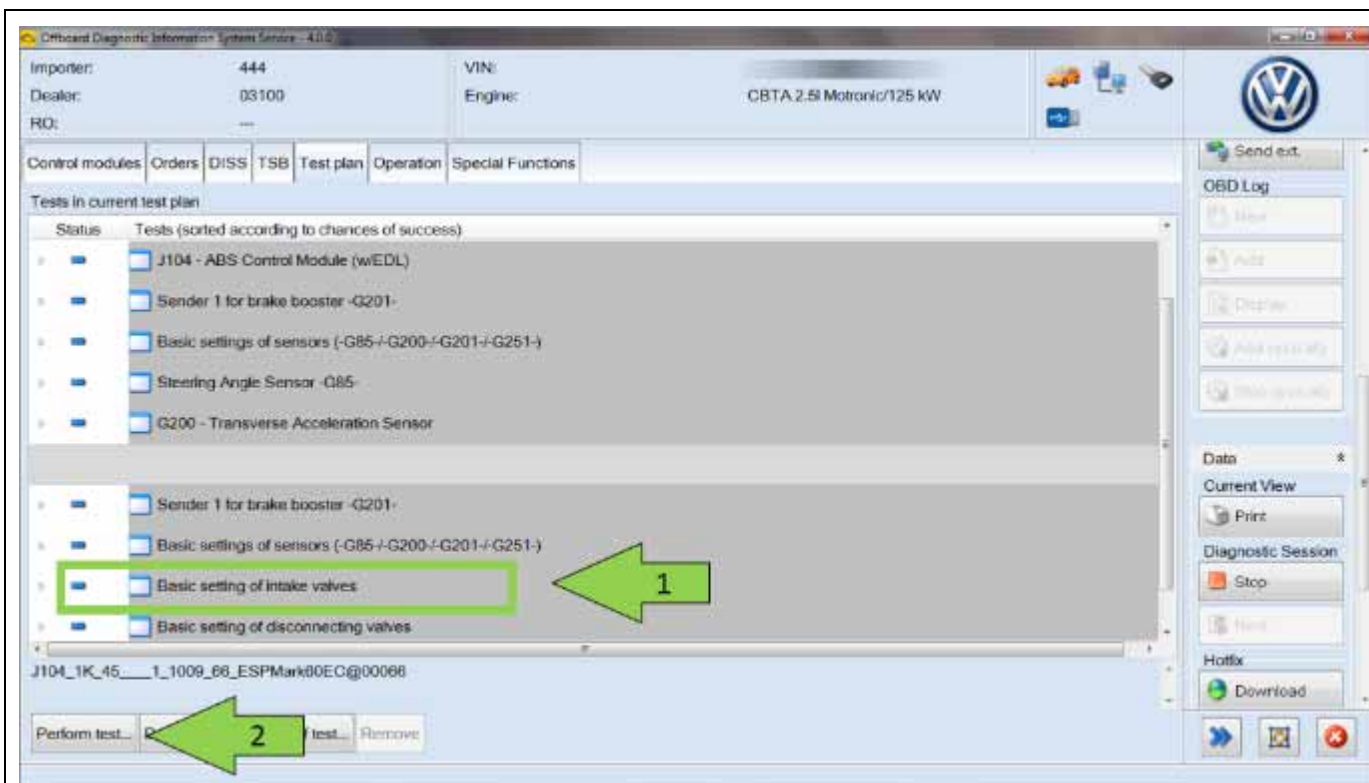 Offboard Diagnostic Information System Service - 4.0.0
Importer: 444 VIN:
Dealer: 03100 Engine: CBTA 2.5l Motronic/125 kW
RO: ---
Control modules Orders DISS TSB Test plan Operation Special Functions
Tests in current test plan
Status Tests (sorted according to chances of success)
J104 - ABS Control Module (w/EDL)
Sender 1 for brake booster -G201-
Basic settings of sensors (-G85-/-G200-/-G201-/-G251-)
Steering Angle Sensor -G85-
G200 - Transverse Acceleration Sensor
Sender 1 for brake booster -G201-
Basic settings of sensors (-G85-/-G200-/-G201-/-G251-)
Basic setting of intake valves
1
Basic setting of disconnecting valves
J104_1K_45____1_1009_66_ESPMark60EC@00066
Perform test...
2
test...
Remove
Send ext.
OBD Log
New
Add
Display
Data
Current View
Print
Diagnostic Session
Stop
Hotfix
Download